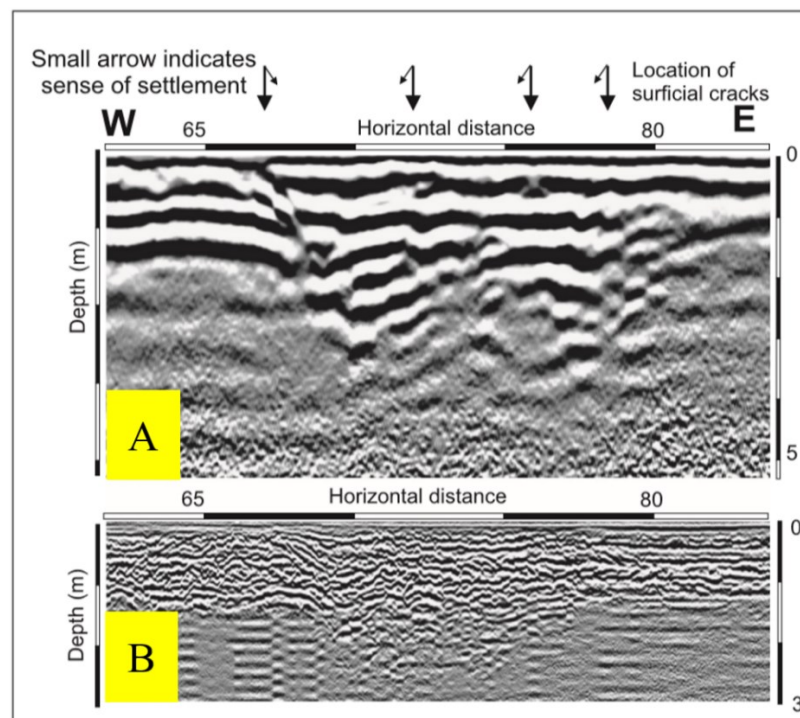 Small arrow indicates
sense of settlement
Location of
surficial cracks
W
65
Horizontal distance
80
E
0
Depth (m)
A
5
65
Horizontal distance
80
0
Depth (m)
B
3